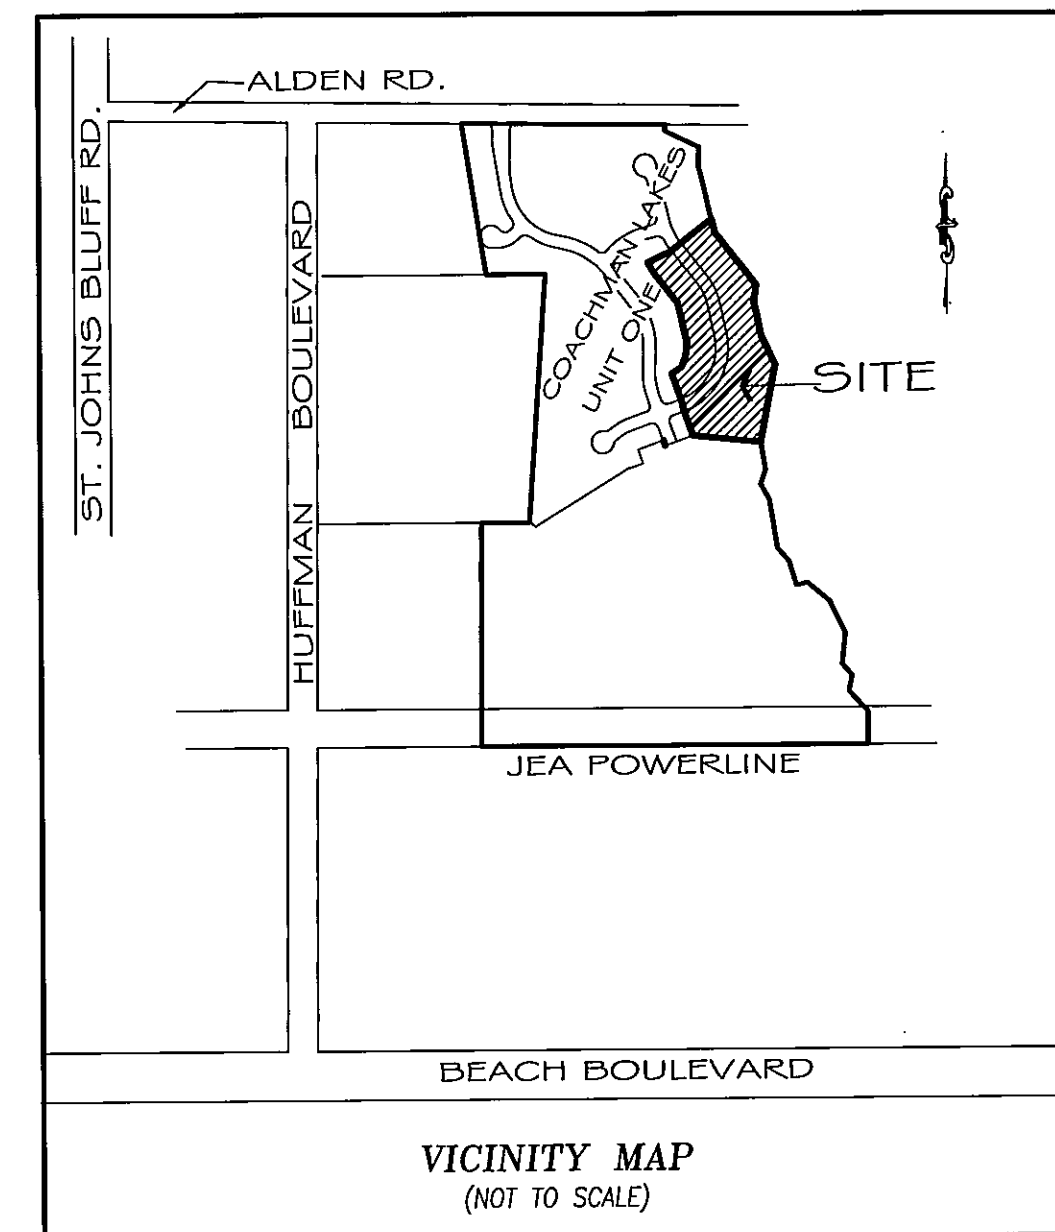 ALDEN RD.
ST. JOHNS BLUFF RD.
HUFFMAN BOULEVARD
COACHMAN LAKES
UNIT ONE
SITE
JEA POWERLINE
BEACH BOULEVARD
VICINITY MAP
(NOT TO SCALE)